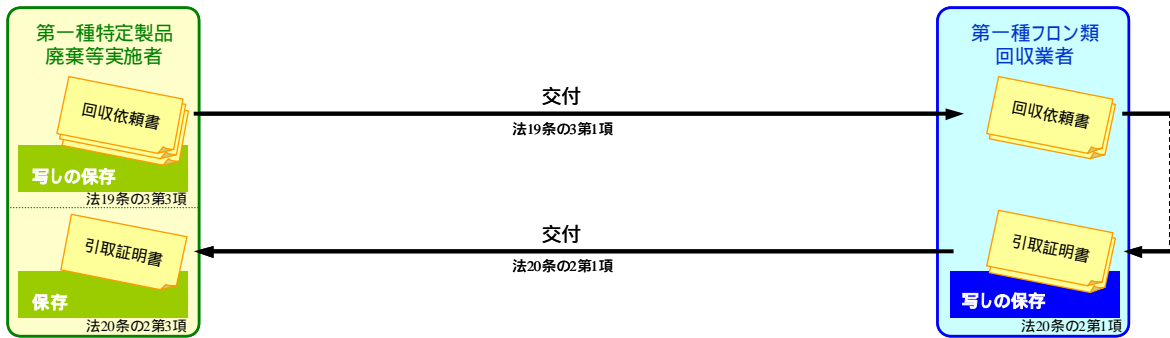 第一種特定製品
廃棄等実施者
回収依頼書
写しの保存
法19条の3第3項
引取証明書
保存
法20条の2第3項
交付
法19条の3第1項
交付
法20条の2第1項
第一種フロン類
回収業者
回収依頼書
引取証明書
写しの保存
法20条の2第1項